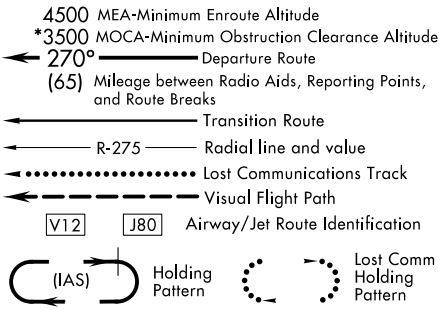 4500 MEA-Minimum Enroute Altitude
*3500 MOCA-Minimum Obstruction Clearance Altitude
270° Departure Route
(65) Mileage between Radio Aids, Reporting Points,
and Route Breaks
Transition Route
R-275 Radial line and value
Lost Communications Track
Visual Flight Path
V12 J80 Airway/Jet Route Identification
(IAS) Holding Pattern
Lost Comm Holding Pattern